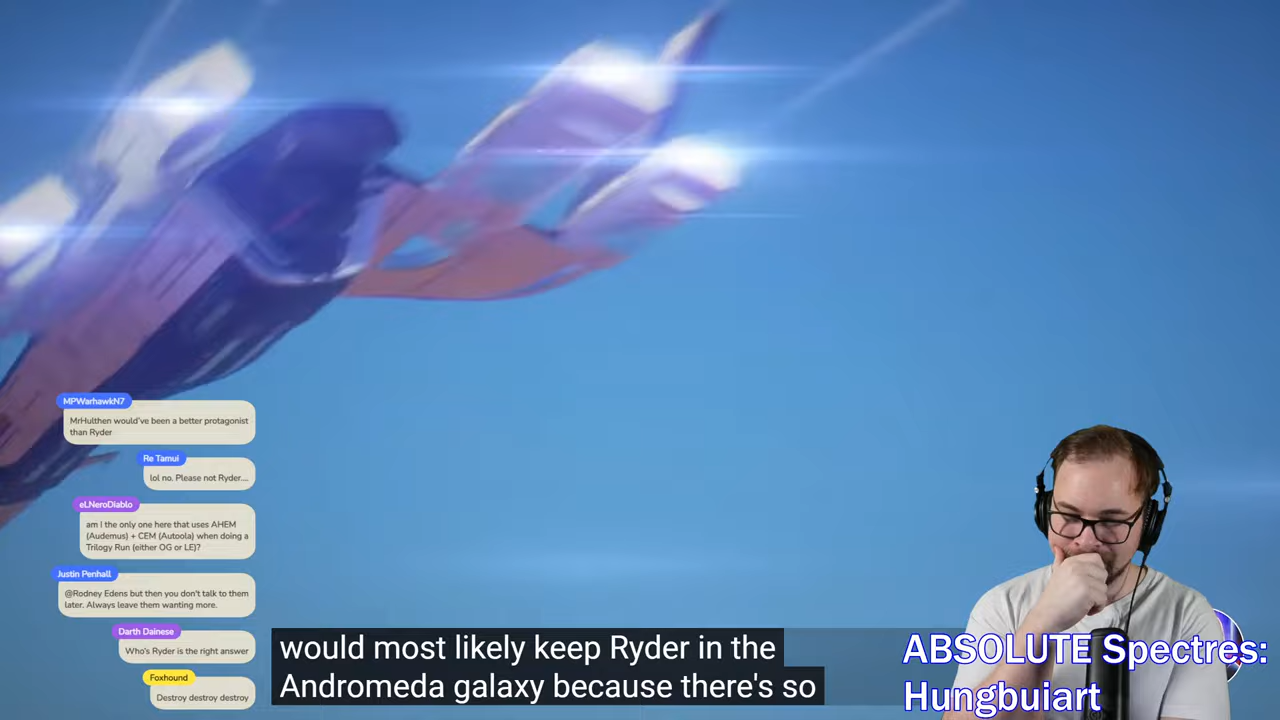 MPWarhawkN7
MrHulthen would've been a better protagonist
than Ryder
Re Tamui
lol no. Please not Ryder....
eLNeroDiablo
am I the only one here that uses AHEM
(Audemus) + CEM (Autoola) when doing a
Trilogy Run (either OG or LE)?
Justin Penhall
@Rodney Edens but then you don't talk to them
later. Always leave them wanting more.
Darth Dainese
Who's Ryder is the right answer
Foxhound
Destroy destroy destroy
would most likely keep Ryder in the
Andromeda galaxy because there's so
ABSOLUTE Spectres:
Hungbuiart